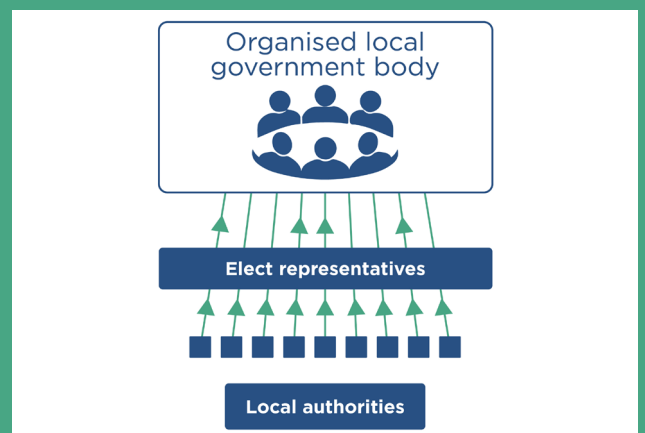 Organised local
government body
Elect representatives
Local authorities